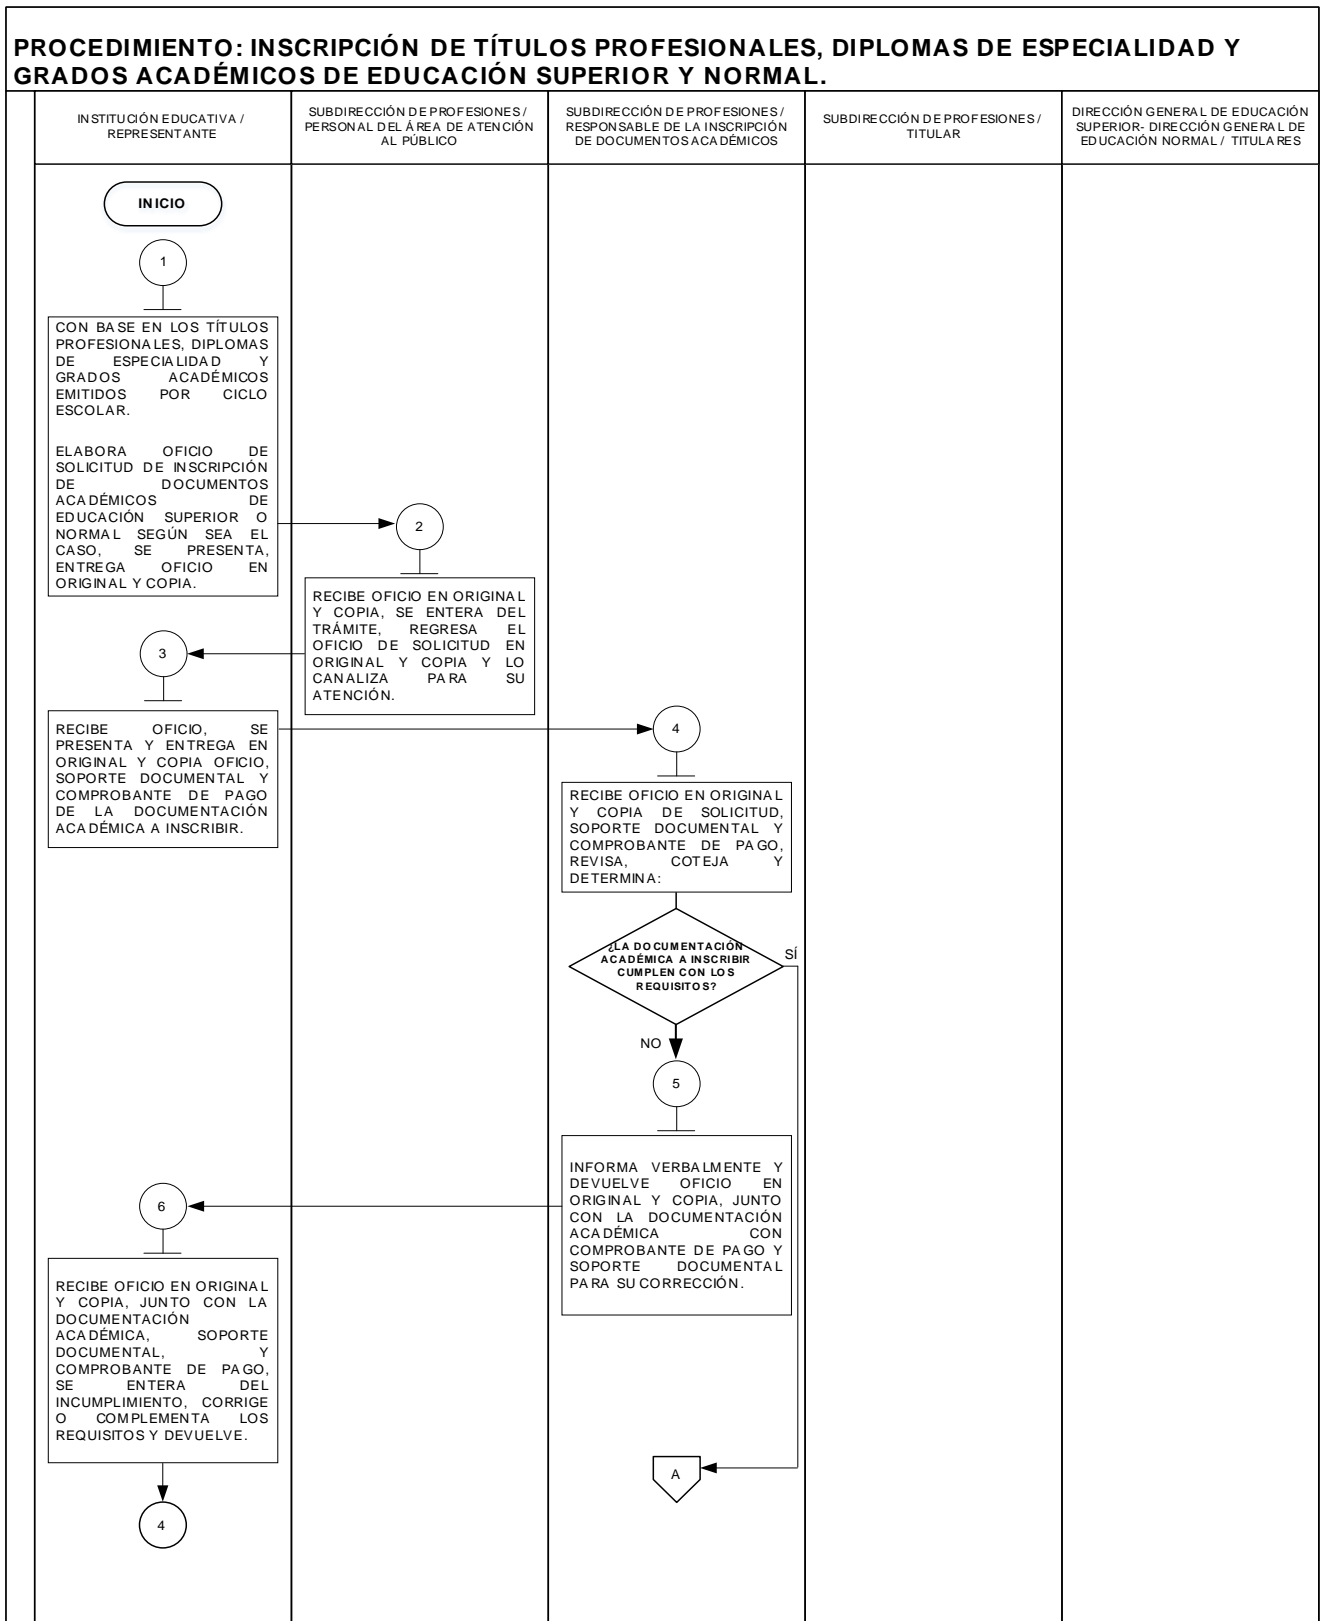 PROCEDIMIENTO: INSCRIPCIÓN DE TÍTULOS PROFESIONALES, DIPLOMAS DE ESPECIALIDAD Y
GRADOS ACADÉMICOS DE EDUCACIÓN SUPERIOR Y NORMAL.
INSTITUCIÓN EDUCATIVA /
REPRESENTANTE
SUBDIRECCIÓN DE PROFESIONES /
PERSONAL DEL ÁREA DE ATENCIÓN
AL PÚBLICO
SUBDIRECCIÓN DE PROFESIONES /
RESPONSABLE DE LA INSCRIPCIÓN
DE DOCUMENTOS ACADÉMICOS
SUBDIRECCIÓN DE PROFESIONES /
TITULAR
DIRECCIÓN GENERAL DE EDUCACIÓN
SUPERIOR- DIRECCIÓN GENERAL DE
EDUCACIÓN NORMAL / TITULARES
INICIO
1
CON BASE EN LOS TÍTULOS
PROFESIONALES, DIPLOMAS
DE ESPECIALIDAD Y
GRADOS ACADÉMICOS
EMITIDOS POR CICLO
ESCOLAR.
ELABORA OFICIO DE
SOLICITUD DE INSCRIPCIÓN
DE DOCUMENTOS
ACADÉMICOS DE
EDUCACIÓN SUPERIOR O
NORMAL SEGÚN SEA EL
CASO, SE PRESENTA,
ENTREGA OFICIO EN
ORIGINAL Y COPIA.
2
RECIBE OFICIO EN ORIGINAL
Y COPIA, SE ENTERA DEL
TRÁMITE, REGRESA EL
OFICIO DE SOLICITUD EN
ORIGINAL Y COPIA Y LO
CANALIZA PARA SU
ATENCIÓN.
3
RECIBE OFICIO, SE
PRESENTA Y ENTREGA EN
ORIGINAL Y COPIA OFICIO,
SOPORTE DOCUMENTAL Y
COMPROBANTE DE PAGO
DE LA DOCUMENTACIÓN
ACADÉMICA A INSCRIBIR.
4
RECIBE OFICIO EN ORIGINAL
Y COPIA DE SOLICITUD,
SOPORTE DOCUMENTAL Y
COMPROBANTE DE PAGO,
REVISA, COTEJA Y
DETERMINA:
¿LA DOCUMENTACIÓN
ACADÉMICA A INSCRIBIR
CUMPLEN CON LOS
REQUISITOS?
SÍ
NO
5
INFORMA VERBALMENTE Y
DEVUELVE OFICIO EN
ORIGINAL Y COPIA, JUNTO
CON LA DOCUMENTACIÓN
ACADÉMICA CON
COMPROBANTE DE PAGO Y
SOPORTE DOCUMENTAL
PARA SU CORRECCIÓN.
6
RECIBE OFICIO EN ORIGINAL
Y COPIA, JUNTO CON LA
DOCUMENTACIÓN
ACADÉMICA, SOPORTE
DOCUMENTAL, Y
COMPROBANTE DE PAGO,
SE ENTERA DEL
INCUMPLIMIENTO, CORRIGE
O COMPLEMENTA LOS
REQUISITOS Y DEVUELVE.
A
4